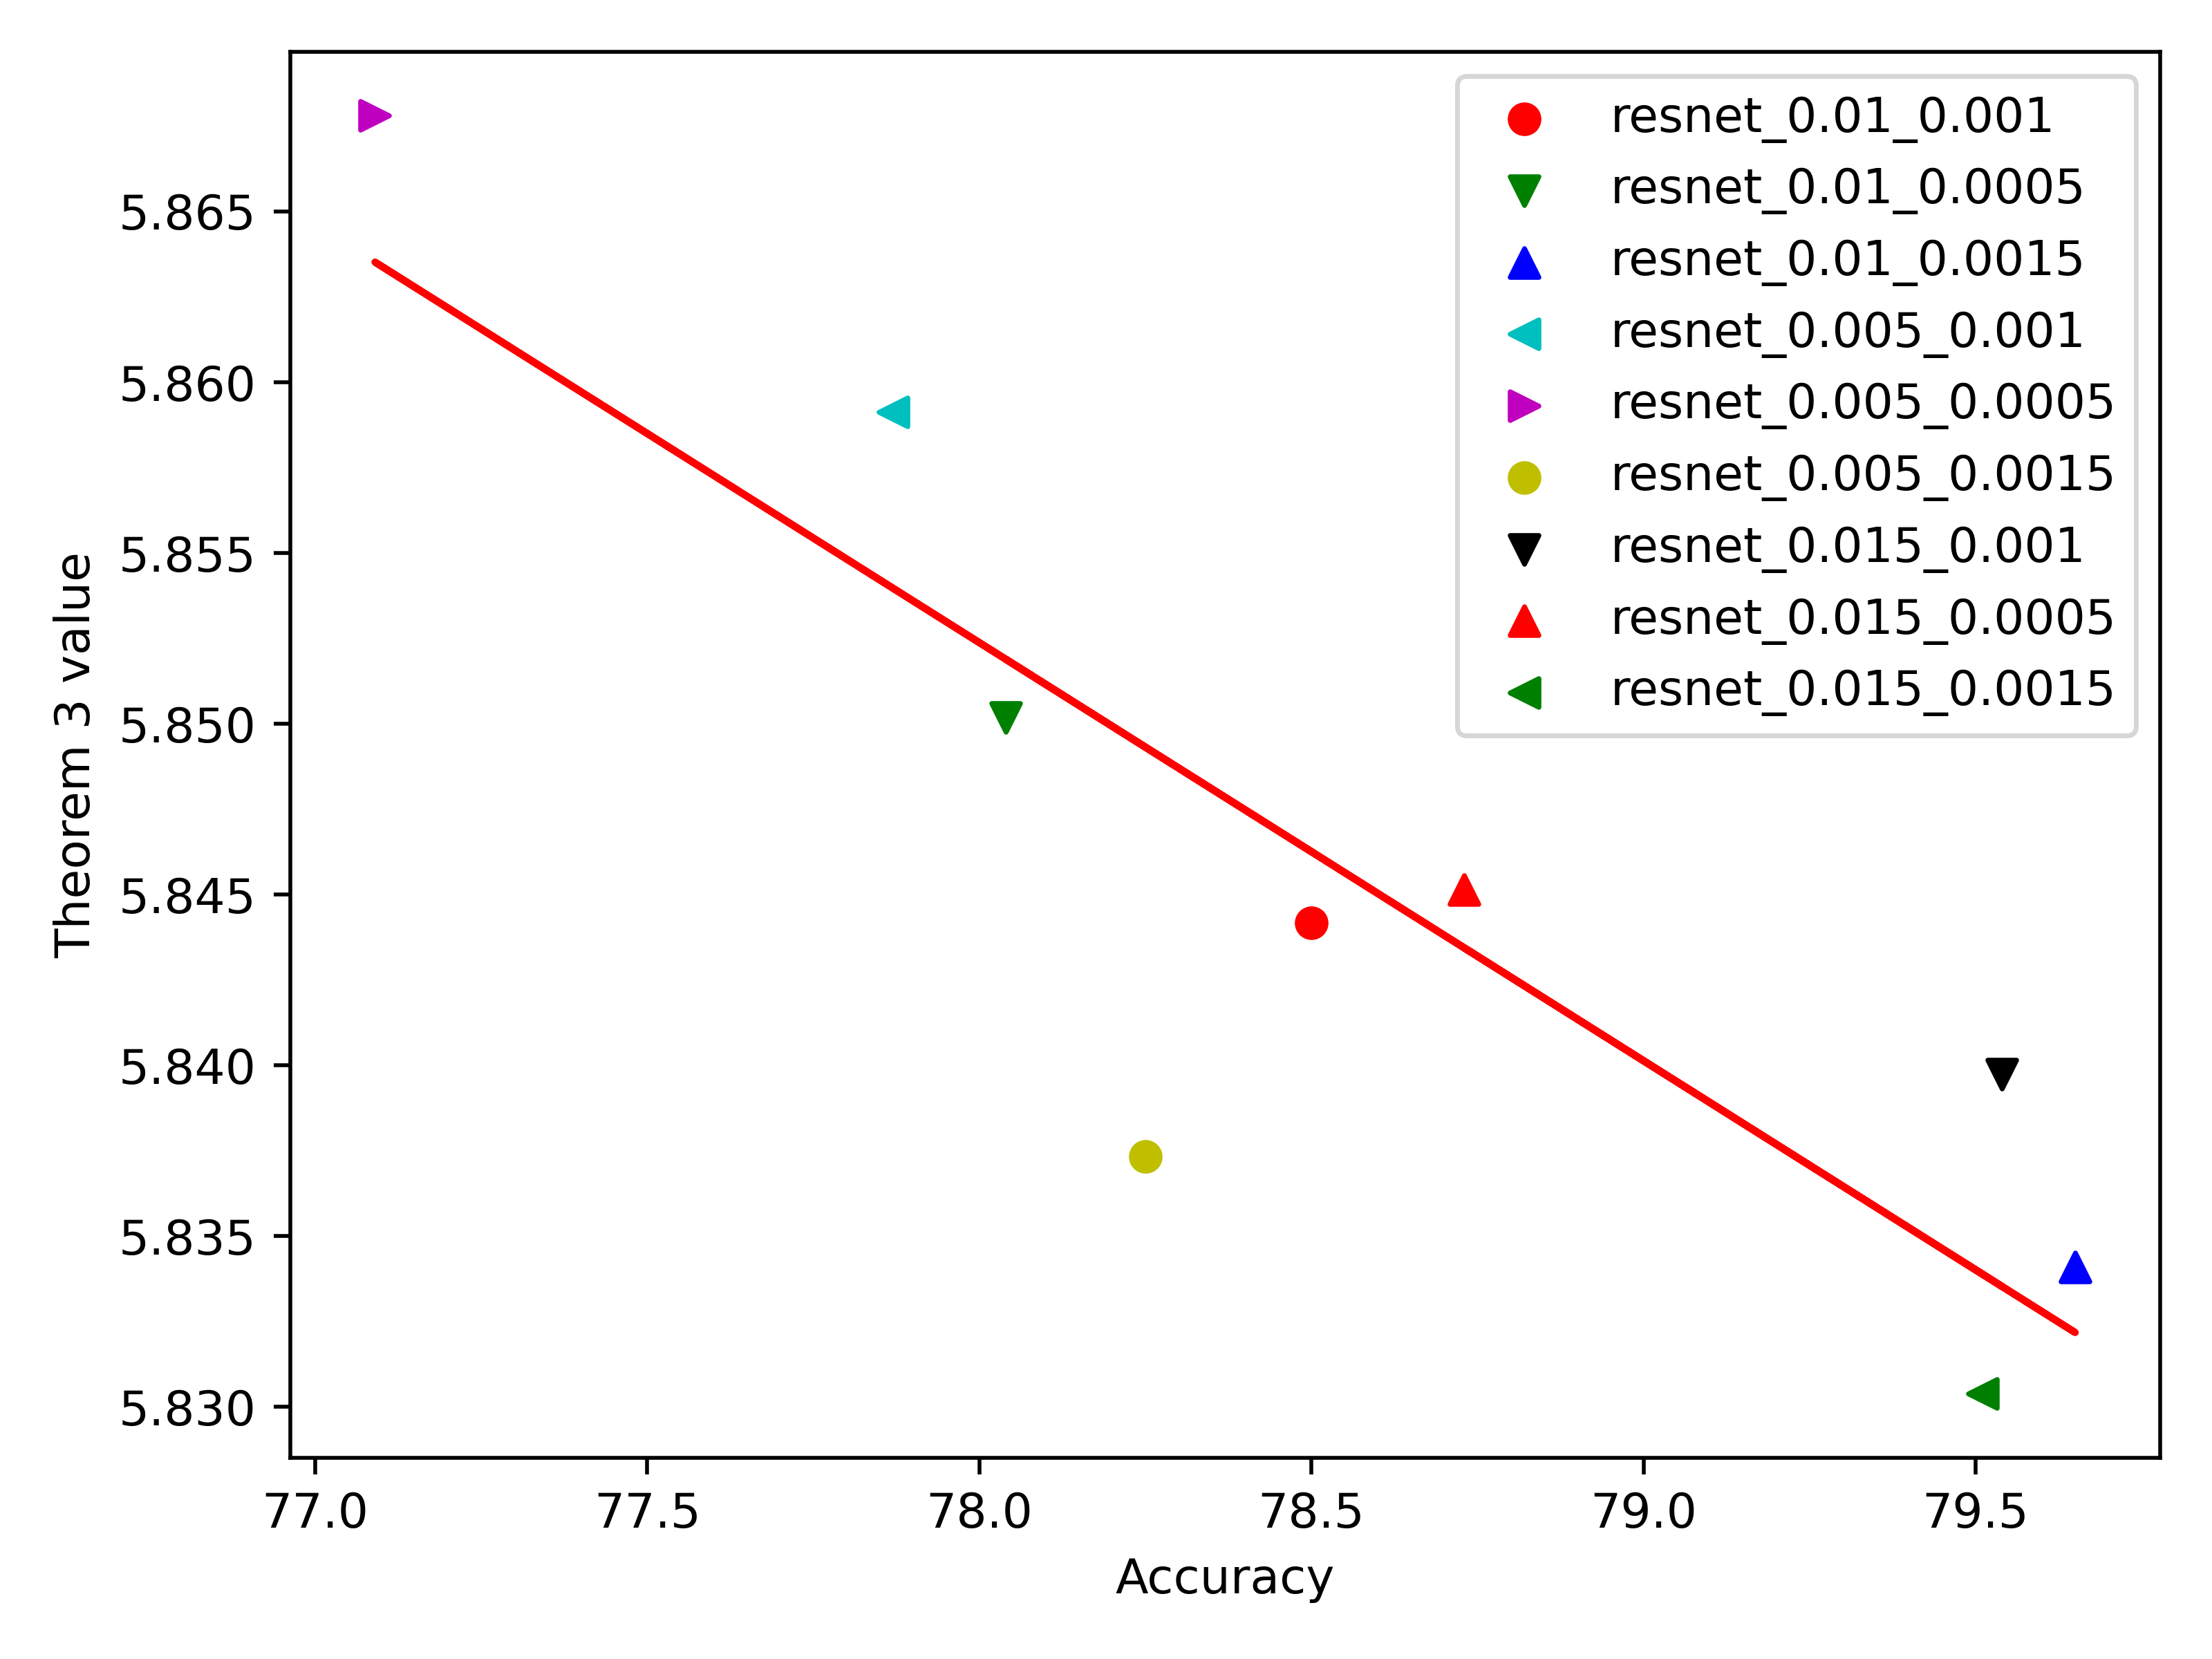 Theorem 3 value
5.865
5.860
5.855
5.850
5.845
5.840
5.835
5.830
resnet_0.01_0.001
resnet_0.01_0.0005
resnet_0.01_0.0015
resnet_0.005_0.001
resnet_0.005_0.0005
resnet_0.005_0.0015
resnet_0.015_0.001
resnet_0.015_0.0005
resnet_0.015_0.0015
77.0 77.5 78.0 78.5 79.0 79.5
Accuracy